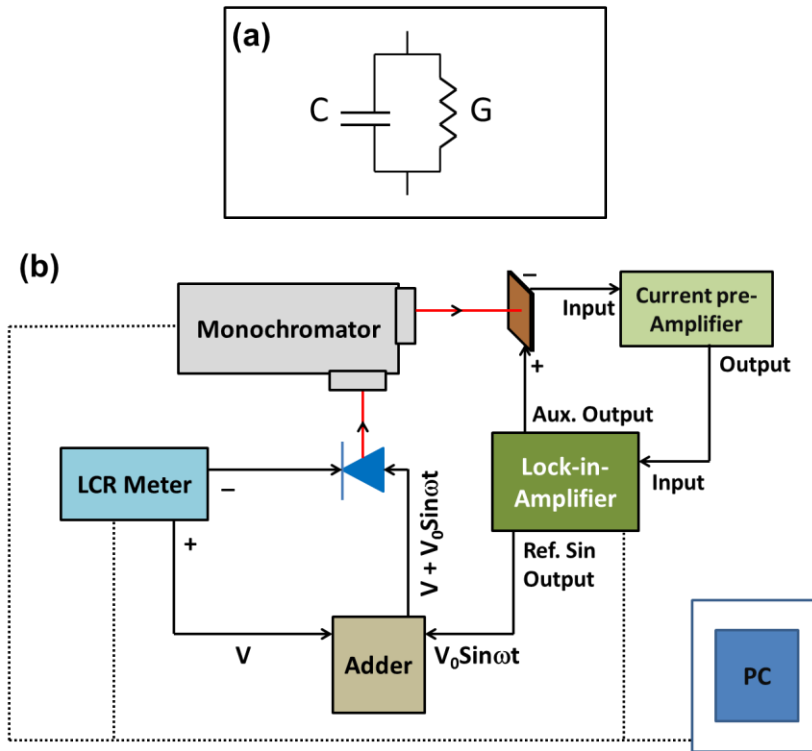 (a)
C
G
(b)
Monochromator
−
Input
Current pre-
Amplifier
+
Output
Aux. Output
LCR Meter
−
Lock-in-
Amplifier
Input
+
V + V₀Sinωt
Ref. Sin
Output
V
Adder
V₀Sinωt
PC